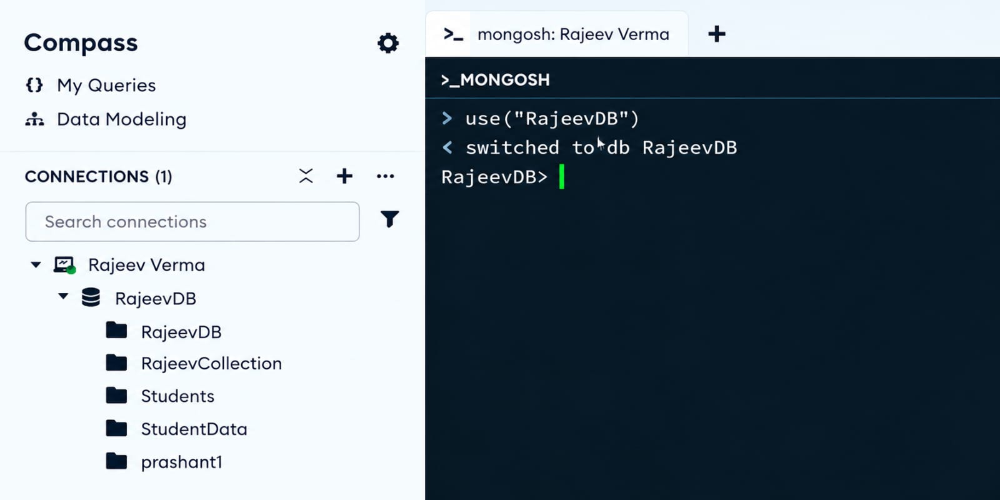 Compass
{} My Queries
Data Modeling
CONNECTIONS (1)
Search connections
Rajeev Verma
RajeevDB
RajeevDB
RajeevCollection
Students
StudentData
prashant1
>_ mongosh: Rajeev Verma +
>_MONGOSH
> use("RajeevDB")
< switched to db RajeevDB
RajeevDB>